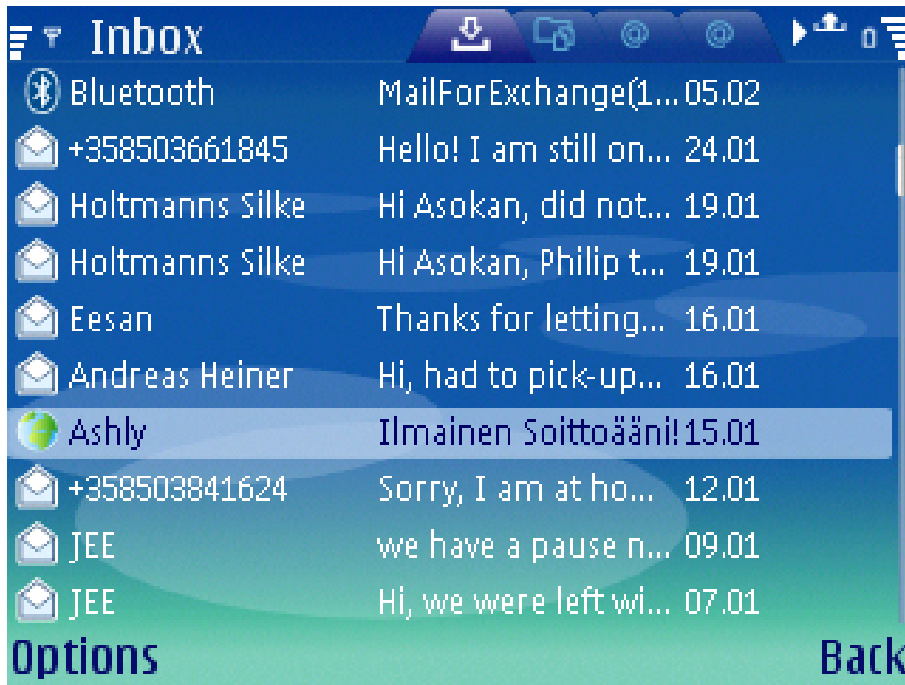 Inbox
Bluetooth MailForExchange(1... 05.02
+358503661845 Hello! I am still on... 24.01
Holtmanns Silke Hi Asokan, did not... 19.01
Holtmanns Silke Hi Asokan, Philip t... 19.01
Eesan Thanks for letting... 16.01
Andreas Heiner Hi, had to pick-up... 16.01
Ashly Ilmainen Soittoääni! 15.01
+358503841624 Sorry, I am at ho... 12.01
JEE we have a pause n... 09.01
JEE Hi, we were left wi... 07.01
Options Back